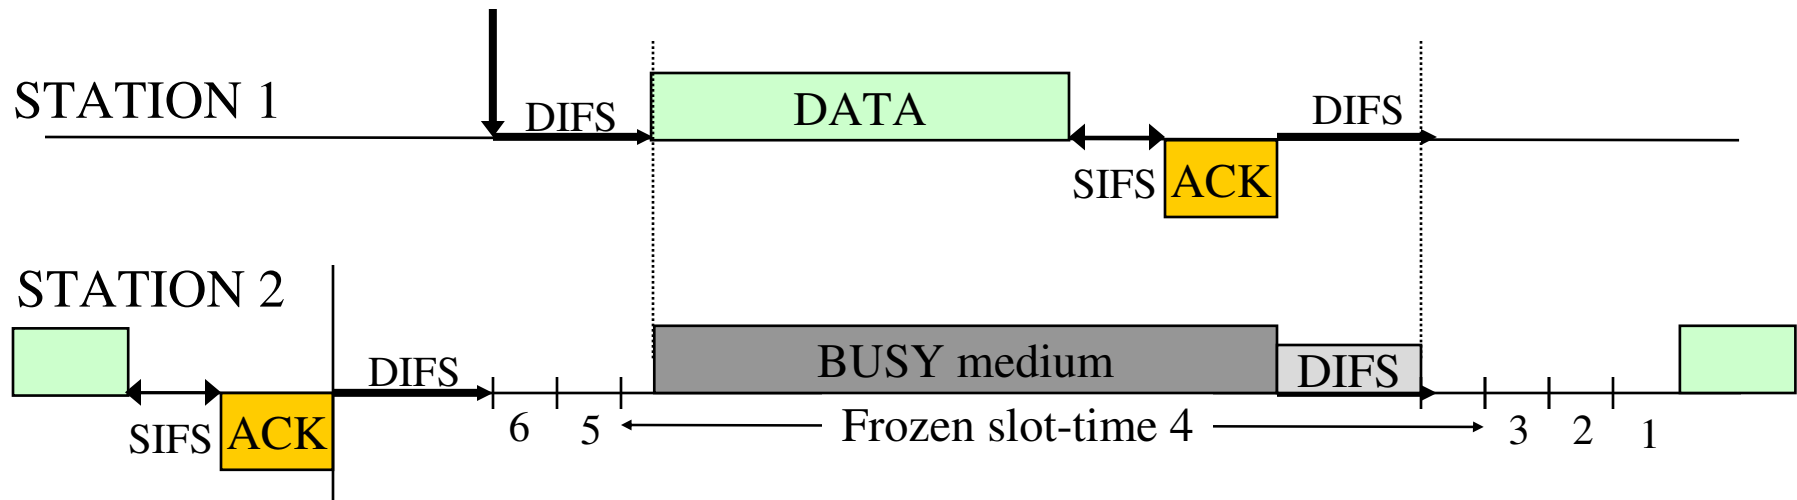 STATION 1
DIFS
DATA
DIFS
SIFS
ACK
STATION 2
DIFS
BUSY medium
DIFS
SIFS
ACK
6
5
Frozen slot-time 4
3
2
1